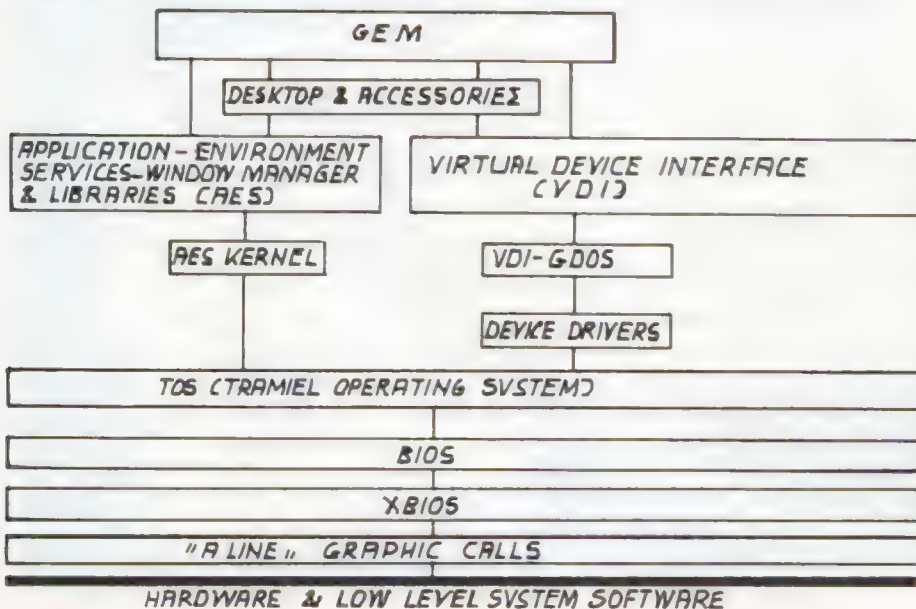 GEM
DESKTOP & ACCESSORIES
APPLICATION-ENVIRONMENT
SERVICES-WINDOW MANAGER
& LIBRARIES (AES)
VIRTUAL DEVICE INTERFACE
(VDI)
AES KERNEL
VDI-GDOS
DEVICE DRIVERS
TOS (TRAMIEL OPERATING SYSTEM)
BIOS
XBIOS
"A LINE" GRAPHIC CALLS
HARDWARE & LOW LEVEL SYSTEM SOFTWARE